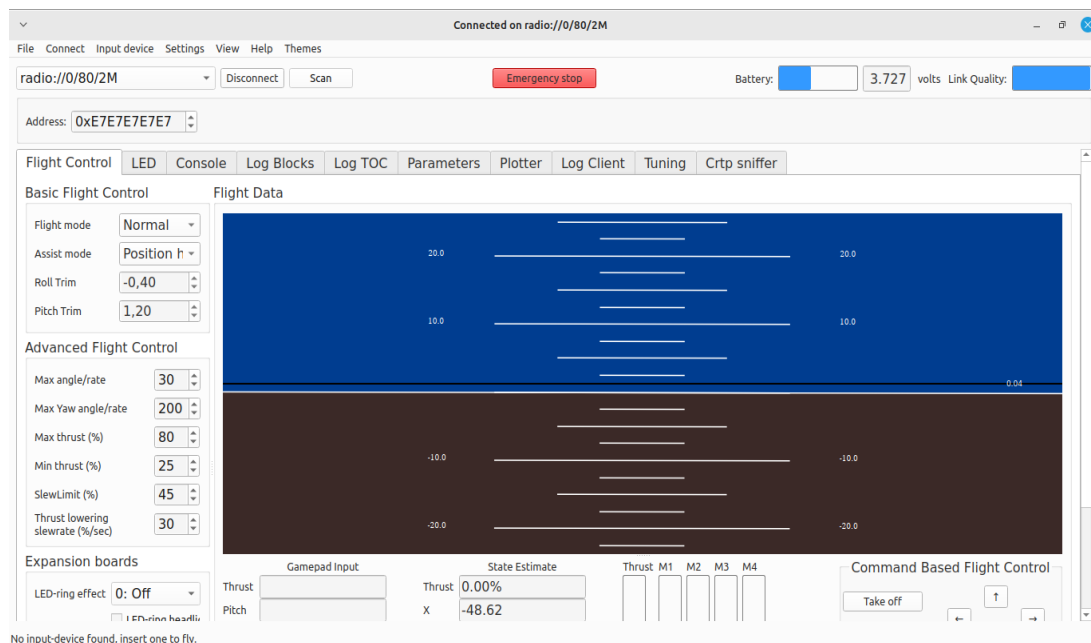 Connected on radio://0/80/2M
File Connect Input device Settings View Help Themes
radio://0/80/2M Disconnect Scan Emergency stop Battery: 3.727 volts Link Quality:
Address: 0xE7E7E7E7E7
Flight Control LED Console Log Blocks Log TOC Parameters Plotter Log Client Tuning Crtp sniffer
Basic Flight Control
Flight mode Normal
Assist mode Position h
Roll Trim -0,40
Pitch Trim 1,20
Advanced Flight Control
Max angle/rate 30
Max Yaw angle/rate 200
Max thrust (%) 80
Min thrust (%) 25
SlewLimit (%) 45
Thrust lowering
slewrate (%/sec) 30
Expansion boards
LED-ring effect 0: Off
LED-ring headli
Flight Data
20.0 20.0
10.0 10.0
0.04
-10.0 -10.0
-20.0 -20.0
Gamepad Input
Thrust
Pitch
State Estimate
Thrust 0.00%
X -48.62
Thrust M1 M2 M3 M4
Command Based Flight Control
Take off ↑
← →
No input-device found, insert one to fly.